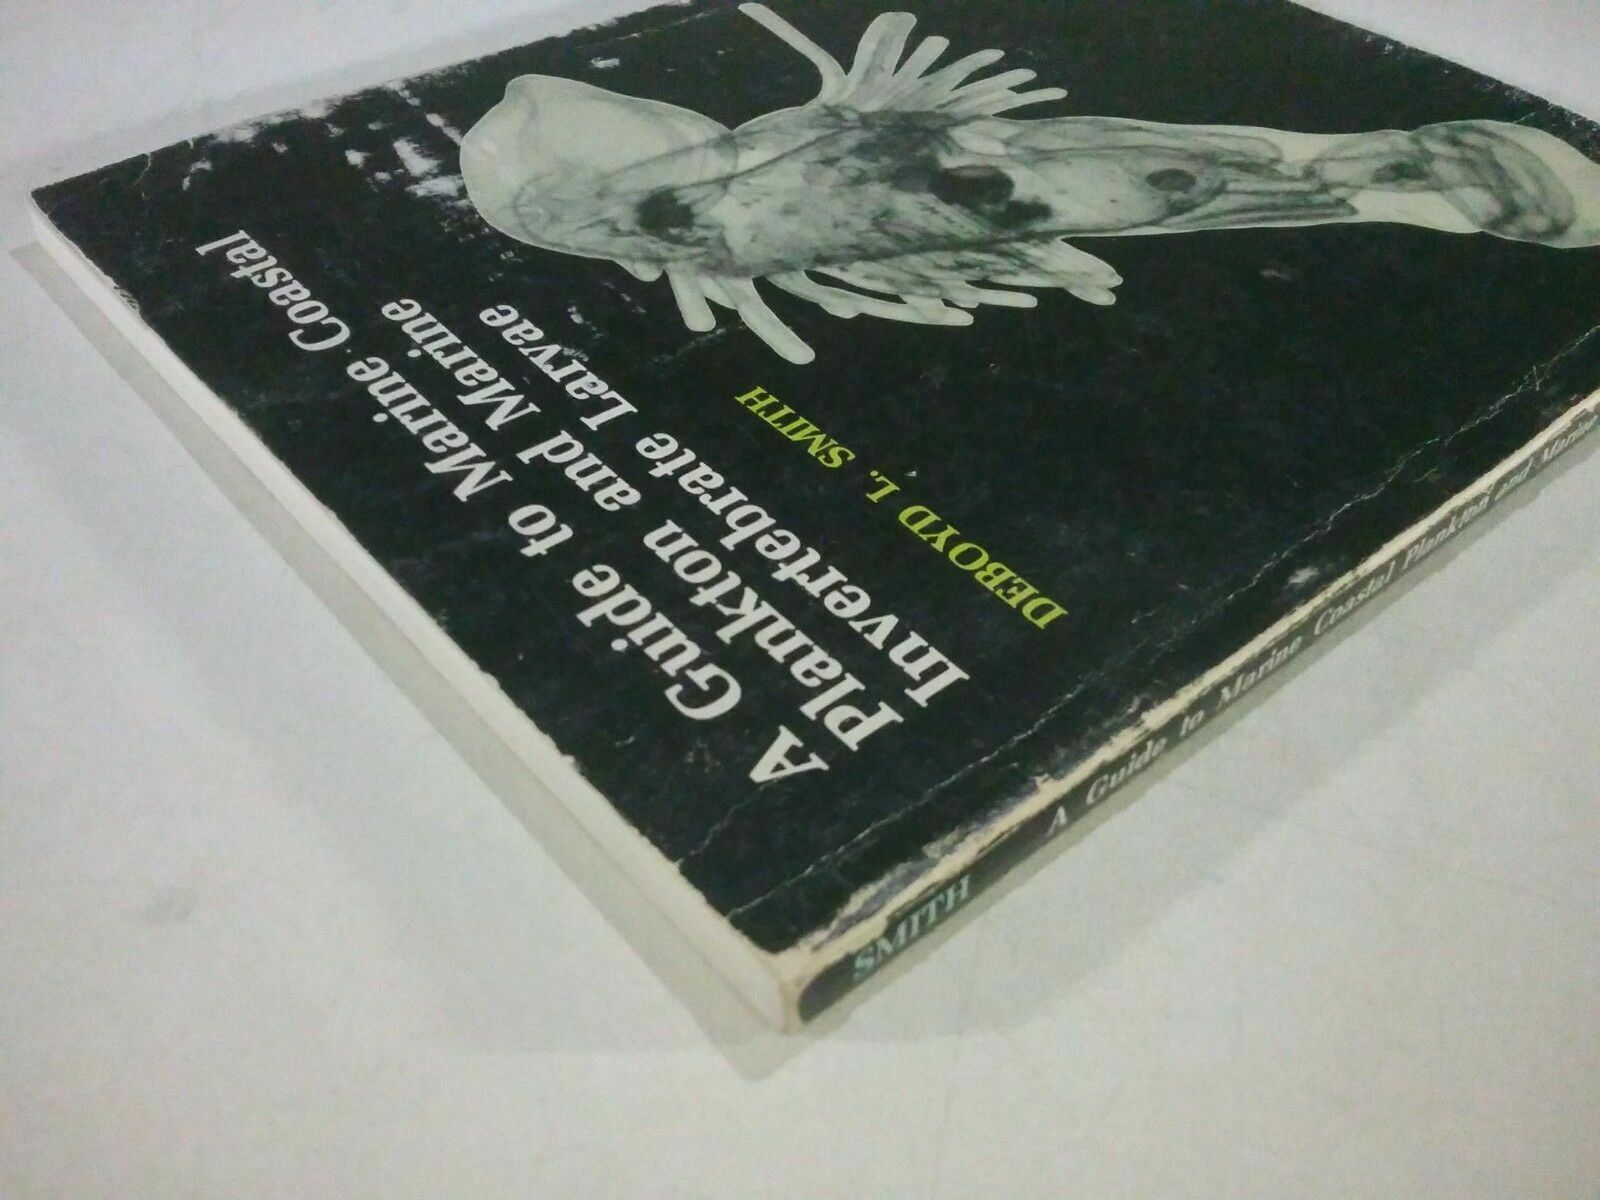 A Guide to Marine Coastal
Plankton and Marine
Invertebrate Larvae
DEBOYD L. SMITH
SMITH A Guide to Marine Coastal Plankton and Marine